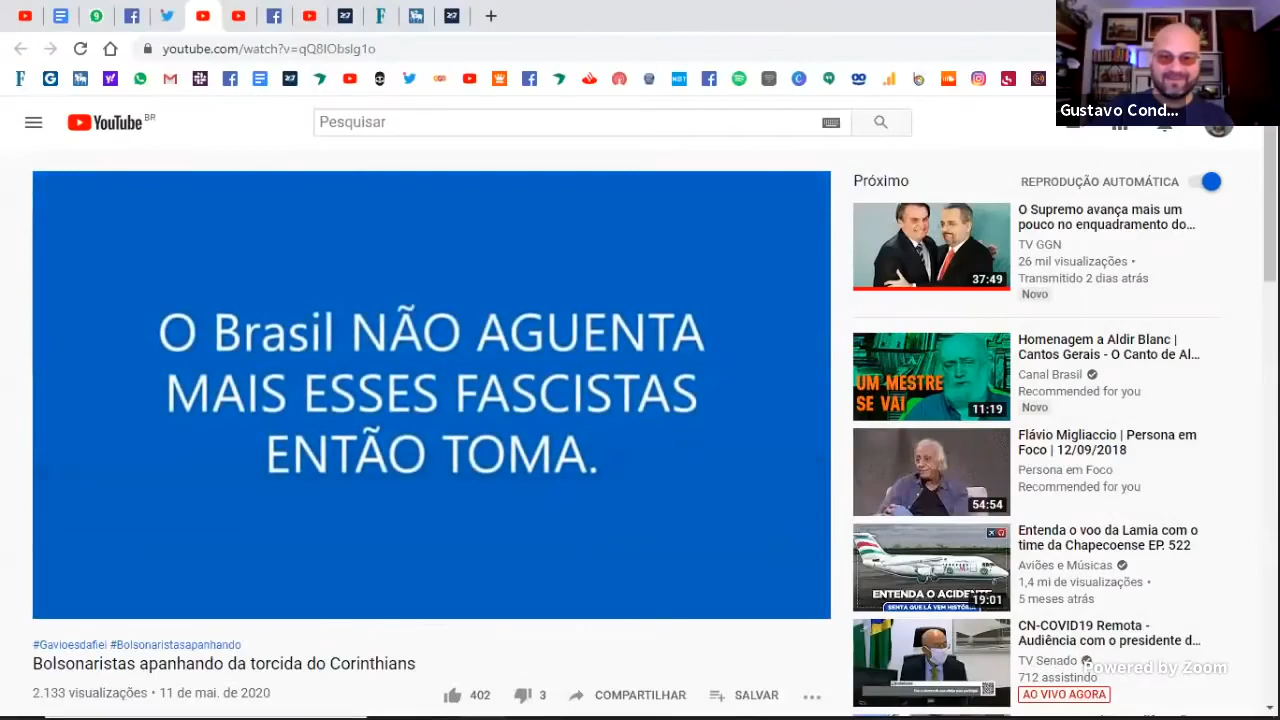 youtube.com/watch?v=qQ8lObslg1o
Gustavo Cond...
YouTube BR
Pesquisar
O Brasil NÃO AGUENTA
MAIS ESSES FASCISTAS
ENTÃO TOMA.
#Gavioesdafiel #Bolsonaristasapanhando
Bolsonaristas apanhando da torcida do Corinthians
2.133 visualizações • 11 de mai. de 2020
402
3
COMPARTILHAR
SALVAR
Próximo
REPRODUÇÃO AUTOMÁTICA
O Supremo avança mais um
pouco no enquadramento do...
TV GGN
26 mil visualizações •
Transmitido 2 dias atrás
Novo
37:49
Homenagem a Aldir Blanc |
Cantos Gerais - O Canto de Al...
Canal Brasil
Recommended for you
Novo
UM MESTRE
SE VAI
11:19
Flávio Migliaccio | Persona em
Foco | 12/09/2018
Persona em Foco
Recommended for you
54:54
Entenda o voo da Lamia com o
time da Chapecoense EP. 522
Aviões e Músicas
1,4 mi de visualizações •
5 meses atrás
ENTENDA O ACIDENTE
SENTA QUE LÁ VEM HISTÓRIA
19:01
CN-COVID19 Remota -
Audiência com o presidente d...
TV Senado
712 assistindo
AO VIVO AGORA
Powered by Zoom